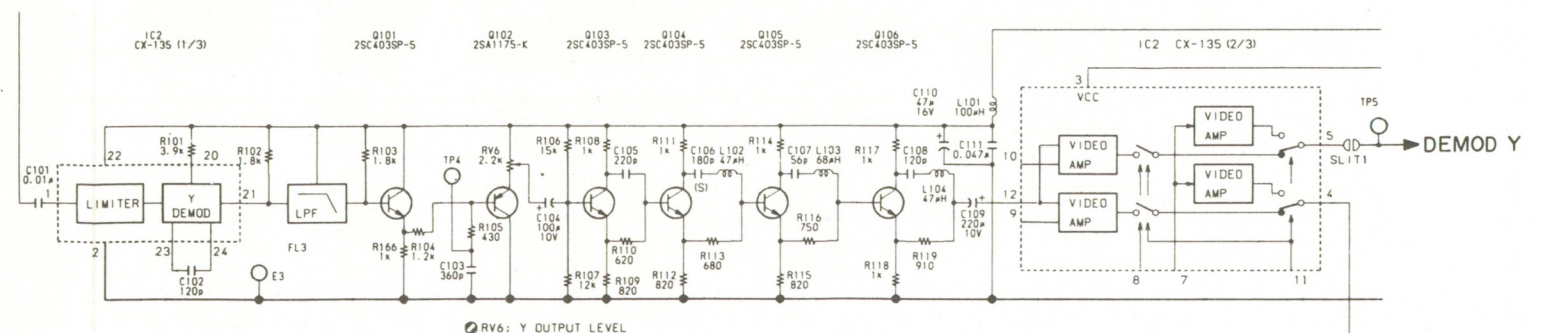 IC2
CX-135 (1/3)
Q101
2SC403SP-5
Q102
2SA1175-K
Q103
2SC403SP-5
Q104
2SC403SP-5
Q105
2SC403SP-5
Q106
2SC403SP-5
IC2 CX-135 (2/3)
C101
0.01µ
1
22
R101
3.9k
20
R102
1.8k
21
LIMITER
Y
DEMOD
2
23
24
C102
120p
LPF
FL3
E3
R103
1.8k
R166
1k
R104
1.2k
TP4
RV6
2.2k
R105
430
C103
360p
C104
100µ
10V
R106
15k
R108
1k
C105
220p
R107
12k
R110
620
R109
820
R111
1k
C106
180p
L102
47µH
(S)
R113
680
R112
820
R114
1k
C107
56p
L103
68µH
R116
750
R115
820
R117
1k
C108
120p
L104
47µH
R118
1k
R119
910
C109
220µ
10V
C110
47µ
16V
L101
100µH
C111
0.047µ
3
VCC
10
12
9
VIDEO
AMP
VIDEO
AMP
VIDEO
AMP
VIDEO
AMP
8
7
11
5
4
SLIT1
TP5
DEMOD Y
RV6: Y OUTPUT LEVEL